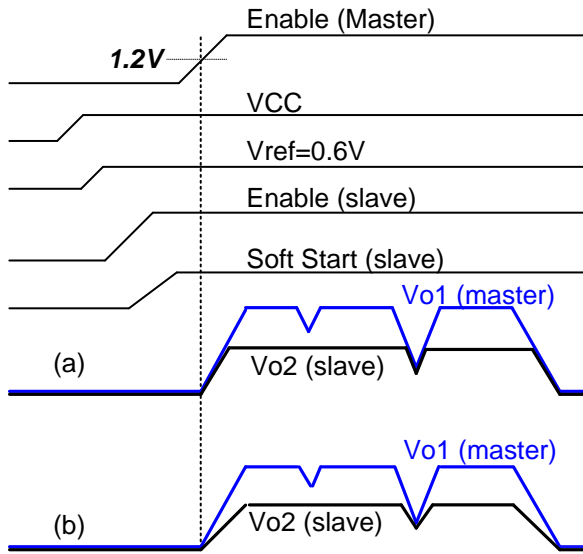 Enable (Master)
1.2V
VCC
Vref=0.6V
Enable (slave)
Soft Start (slave)
Vo1 (master)
(a)
Vo2 (slave)
Vo1 (master)
(b)
Vo2 (slave)